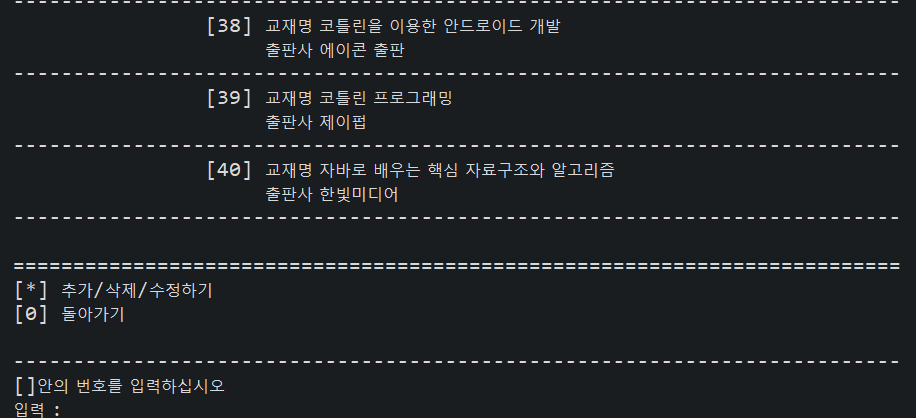 --------------------------------------------------------------------------
[38] 교재명 코틀린을 이용한 안드로이드 개발
출판사 에이콘 출판
--------------------------------------------------------------------------
[39] 교재명 코틀린 프로그래밍
출판사 제이펍
--------------------------------------------------------------------------
[40] 교재명 자바로 배우는 핵심 자료구조와 알고리즘
출판사 한빛미디어
--------------------------------------------------------------------------
==========================================================================
[*] 추가/삭제/수정하기
[0] 돌아가기
--------------------------------------------------------------------------
[]안의 번호를 입력하십시오
입력 :